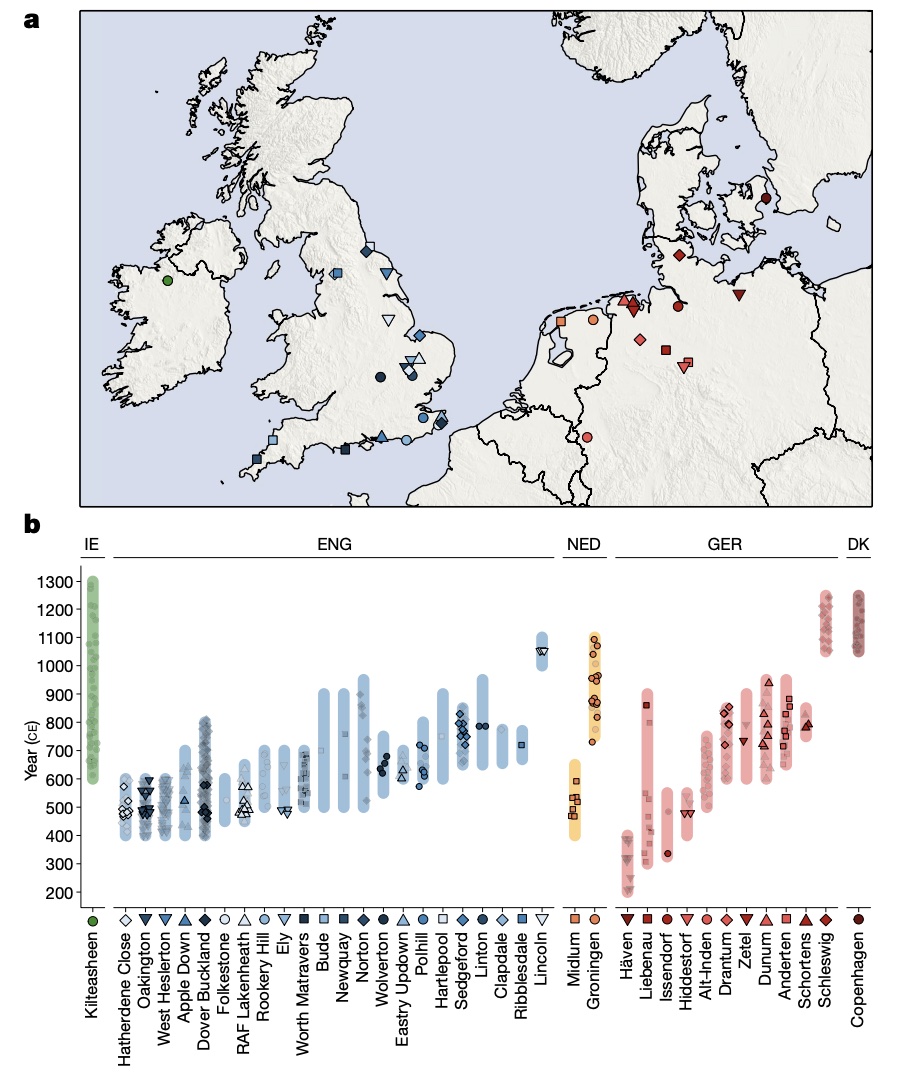 a
b
IE ENG NED GER DK
1300
1200
1100
1000
900
800
700
600
500
400
300
200
Year (CE)
Kilteasheen
Hatherdene Close
Oakington
West Heslerton
Apple Down
Dover Buckland
Folkestone
RAF Lakenheath
Rookery Hill
Ely
Worth Matravers
Bude
Newquay
Norton
Wolverton
Eastry Updown
Polhill
Hartlepool
Sedgeford
Linton
Clapdale
Ribblesdale
Lincoln
Midlum
Groningen
Häven
Liebenau
Issendorf
Hiddestorf
Alt-Inden
Drantum
Zetel
Dunum
Anderten
Schortens
Schleswig
Copenhagen